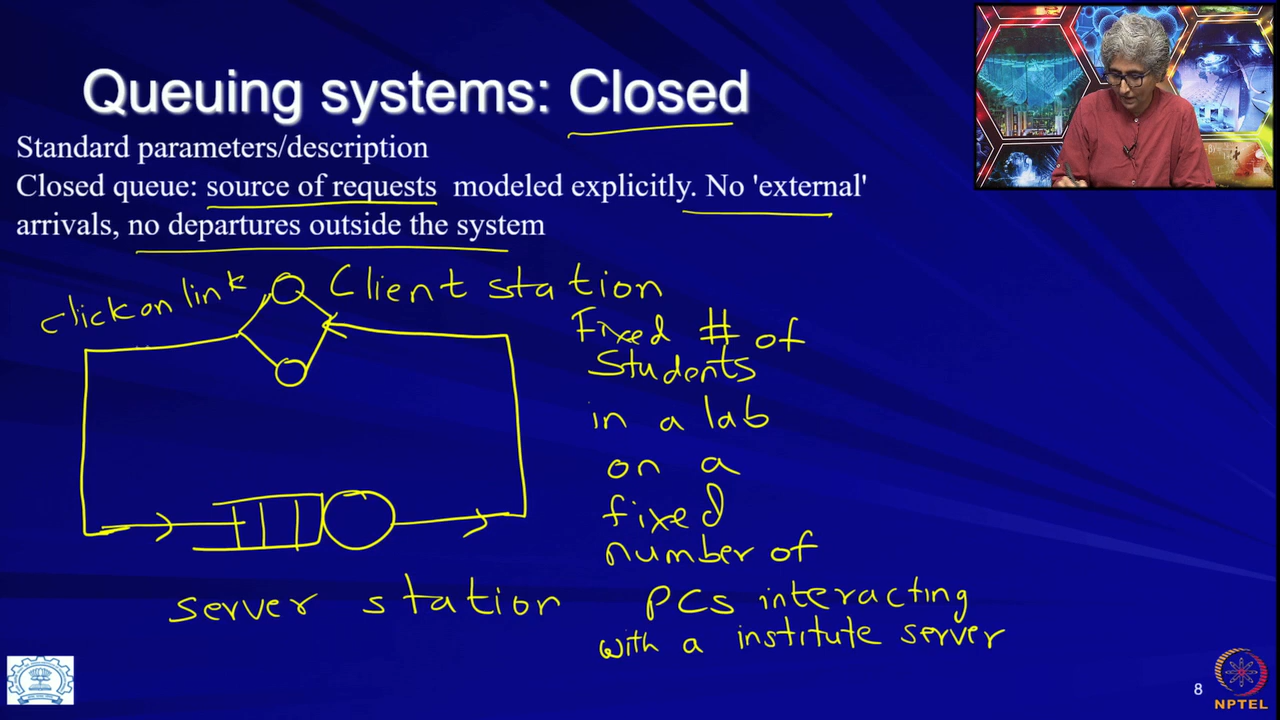 Queuing systems: Closed
Standard parameters/description
Closed queue: source of requests modeled explicitly. No 'external'
arrivals, no departures outside the system
click on link
Client station
Fixed # of
Students
in a lab
on a
fixed
number of
PCs interacting
with a institute server
server station
8
NPTEL